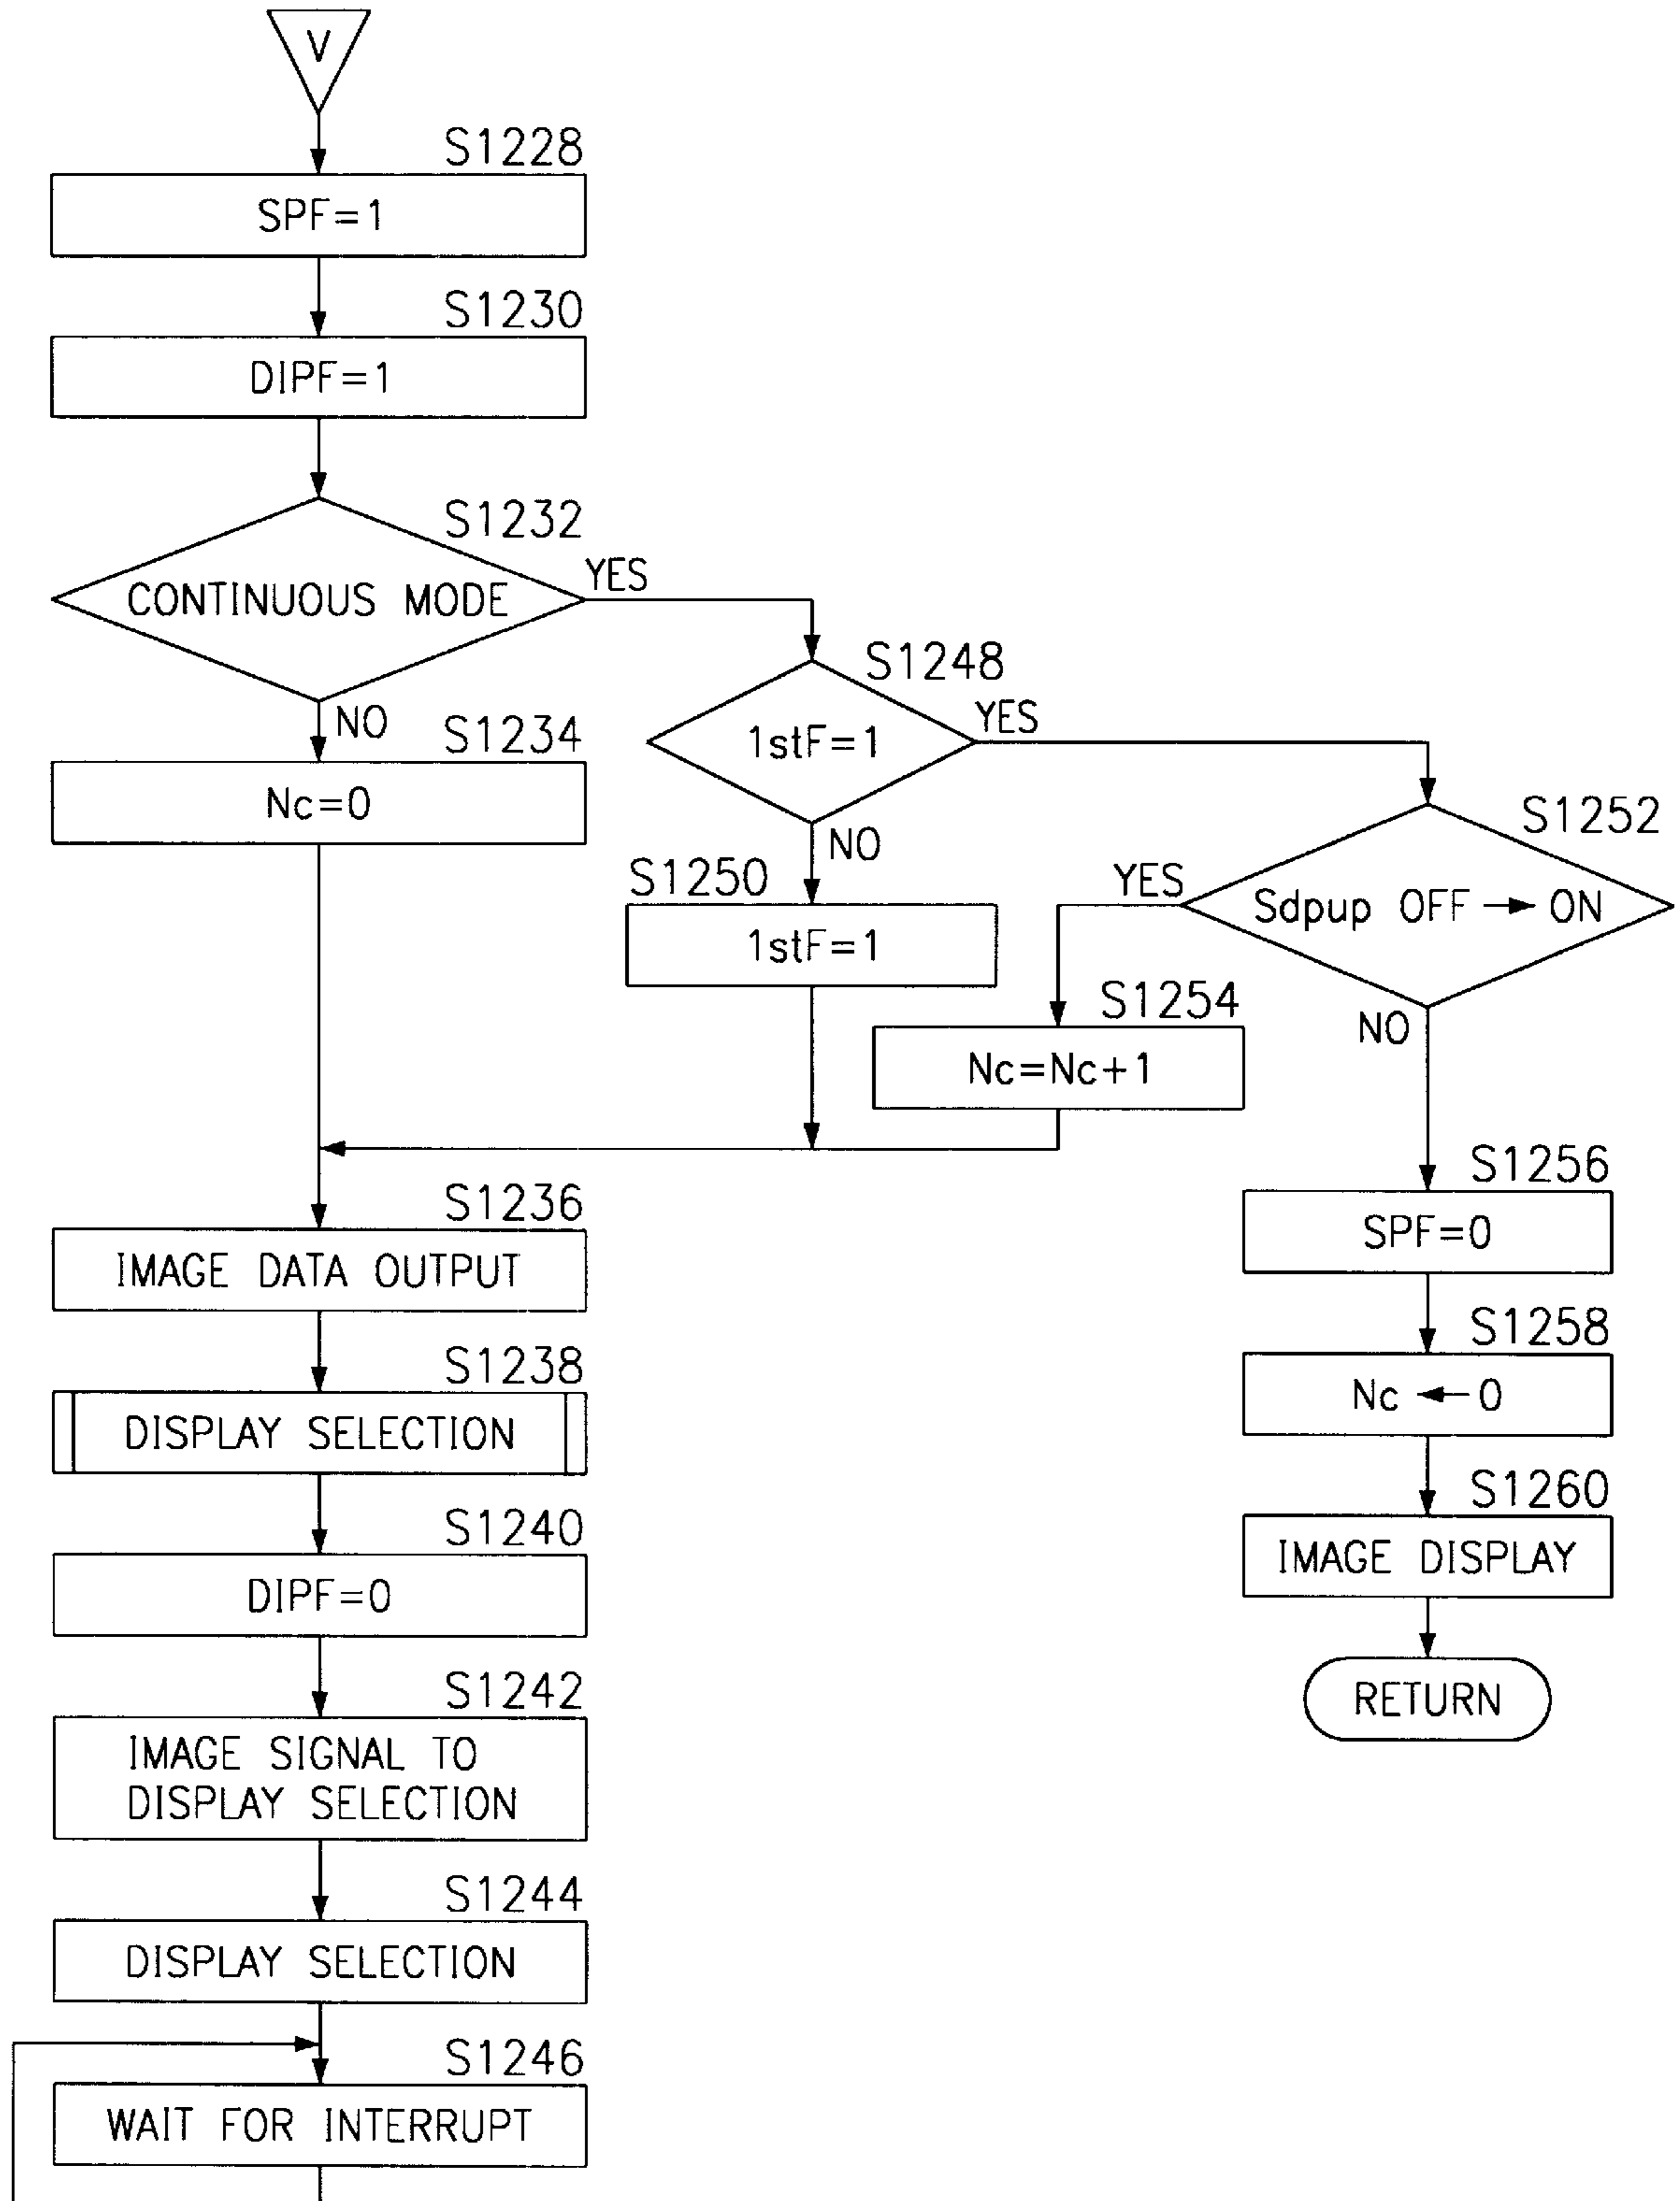 V
S1228
SPF=1
S1230
DIPF=1
S1232
CONTINUOUS MODE
YES
NO
S1234
Nc=0
S1248
1stF=1
YES
NO
S1250
1stF=1
S1252
Sdpup OFF → ON
YES
NO
S1254
Nc=Nc+1
S1236
IMAGE DATA OUTPUT
S1238
DISPLAY SELECTION
S1240
DIPF=0
S1242
IMAGE SIGNAL TO
DISPLAY SELECTION
S1244
DISPLAY SELECTION
S1246
WAIT FOR INTERRUPT
S1256
SPF=0
S1258
Nc ← 0
S1260
IMAGE DISPLAY
RETURN